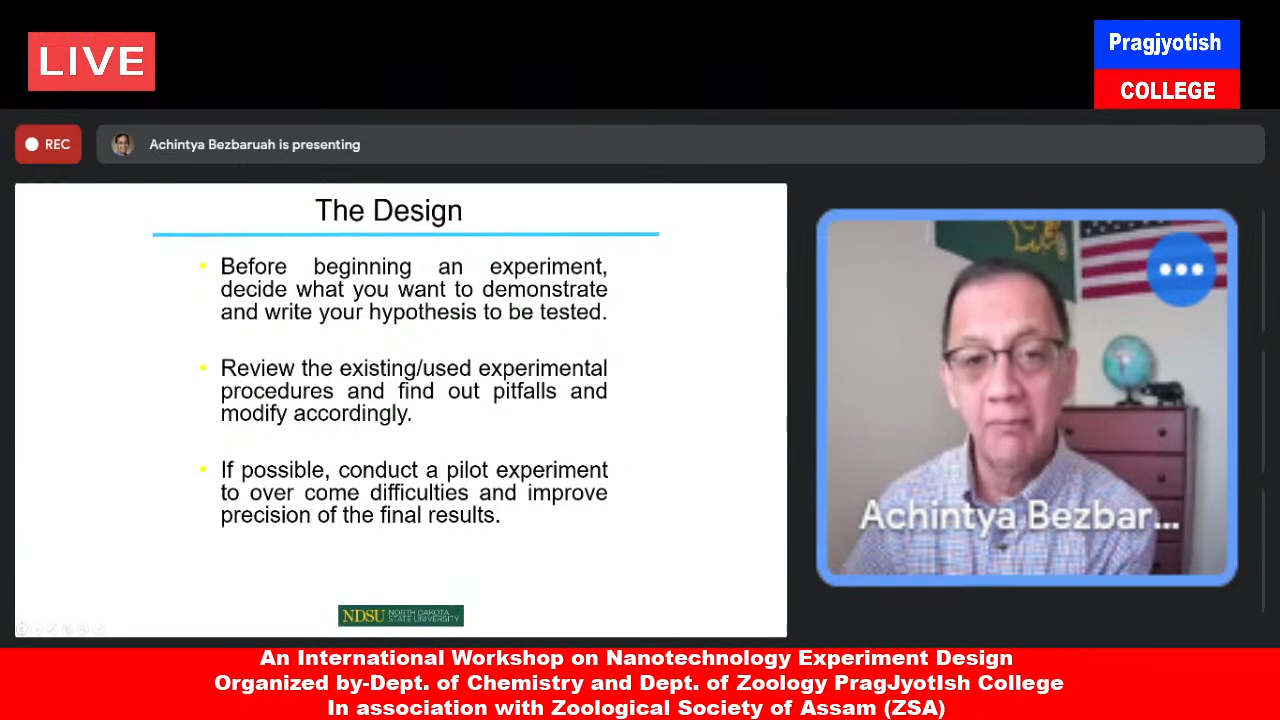 LIVE
Pragjyotish
COLLEGE
REC
Achintya Bezbaruah is presenting
The Design
• Before beginning an experiment,
decide what you want to demonstrate
and write your hypothesis to be tested.
• Review the existing/used experimental
procedures and find out pitfalls and
modify accordingly.
• If possible, conduct a pilot experiment
to over come difficulties and improve
precision of the final results.
NDSU NORTH DAKOTA
STATE UNIVERSITY
Achintya Bezbar...
An International Workshop on Nanotechnology Experiment Design
Organized by-Dept. of Chemistry and Dept. of Zoology PragJyotIsh College
In association with Zoological Society of Assam (ZSA)